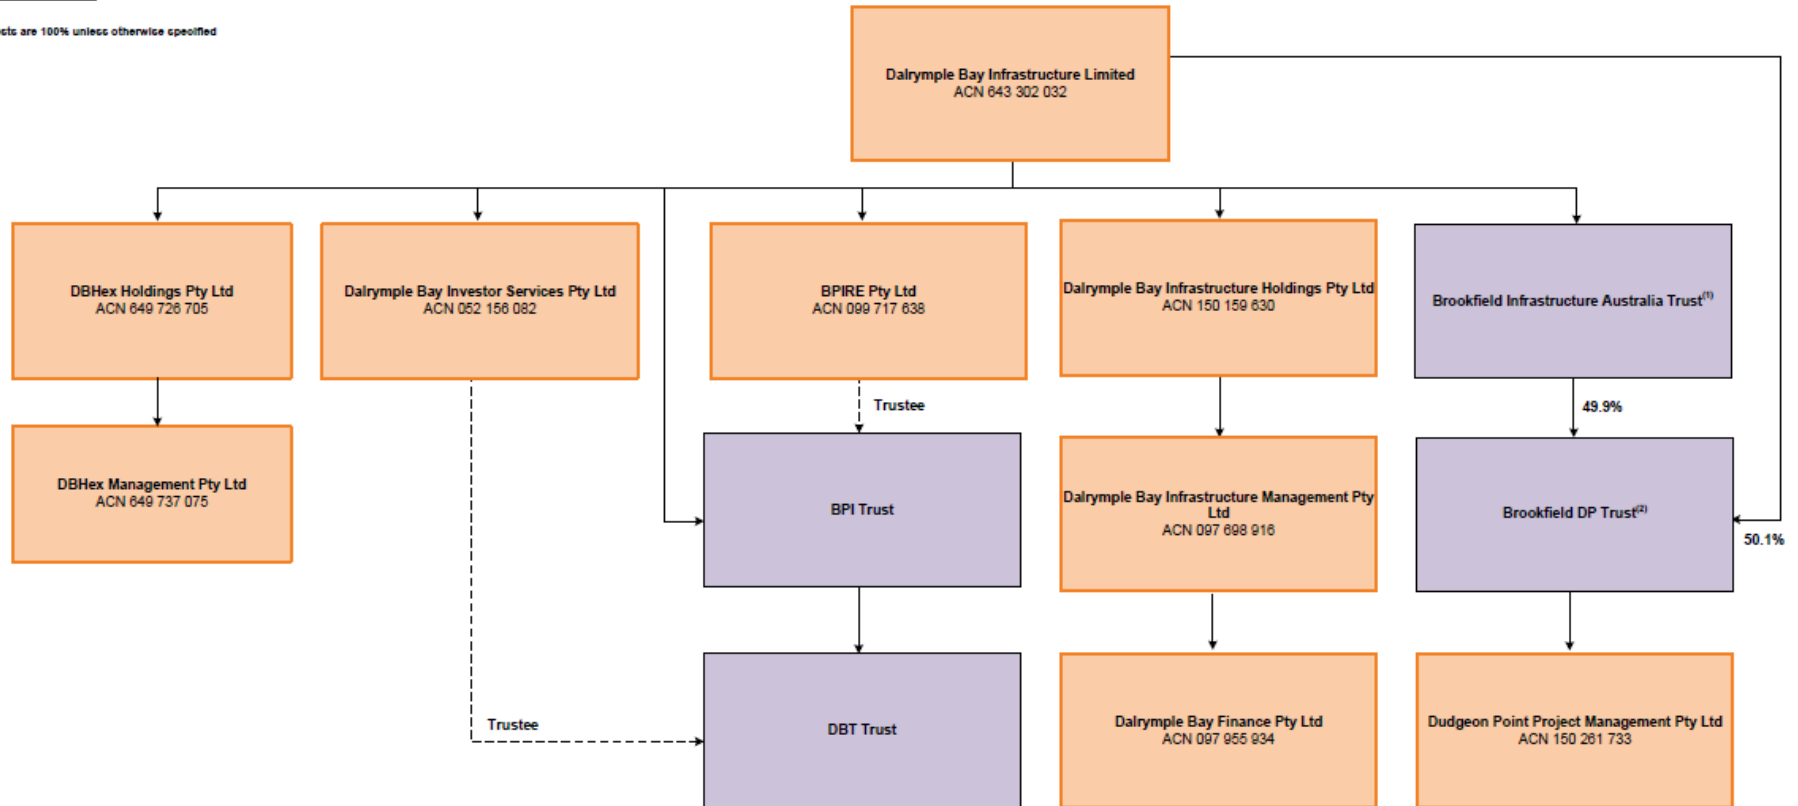 sts are 100% unless otherwise specified
Dalrymple Bay Infrastructure Limited
ACN 643 302 032
DBHex Holdings Pty Ltd
ACN 649 726 705
Dalrymple Bay Investor Services Pty Ltd
ACN 052 156 082
BPIRE Pty Ltd
ACN 099 717 638
Dalrymple Bay Infrastructure Holdings Pty Ltd
ACN 150 159 630
Brookfield Infrastructure Australia Trust(1)
Trustee
49.9%
DBHex Management Pty Ltd
ACN 649 737 075
BPI Trust
Dalrymple Bay Infrastructure Management Pty
Ltd
ACN 097 698 916
Brookfield DP Trust(2)
50.1%
Trustee
DBT Trust
Dalrymple Bay Finance Pty Ltd
ACN 097 955 934
Dudgeon Point Project Management Pty Ltd
ACN 150 261 733